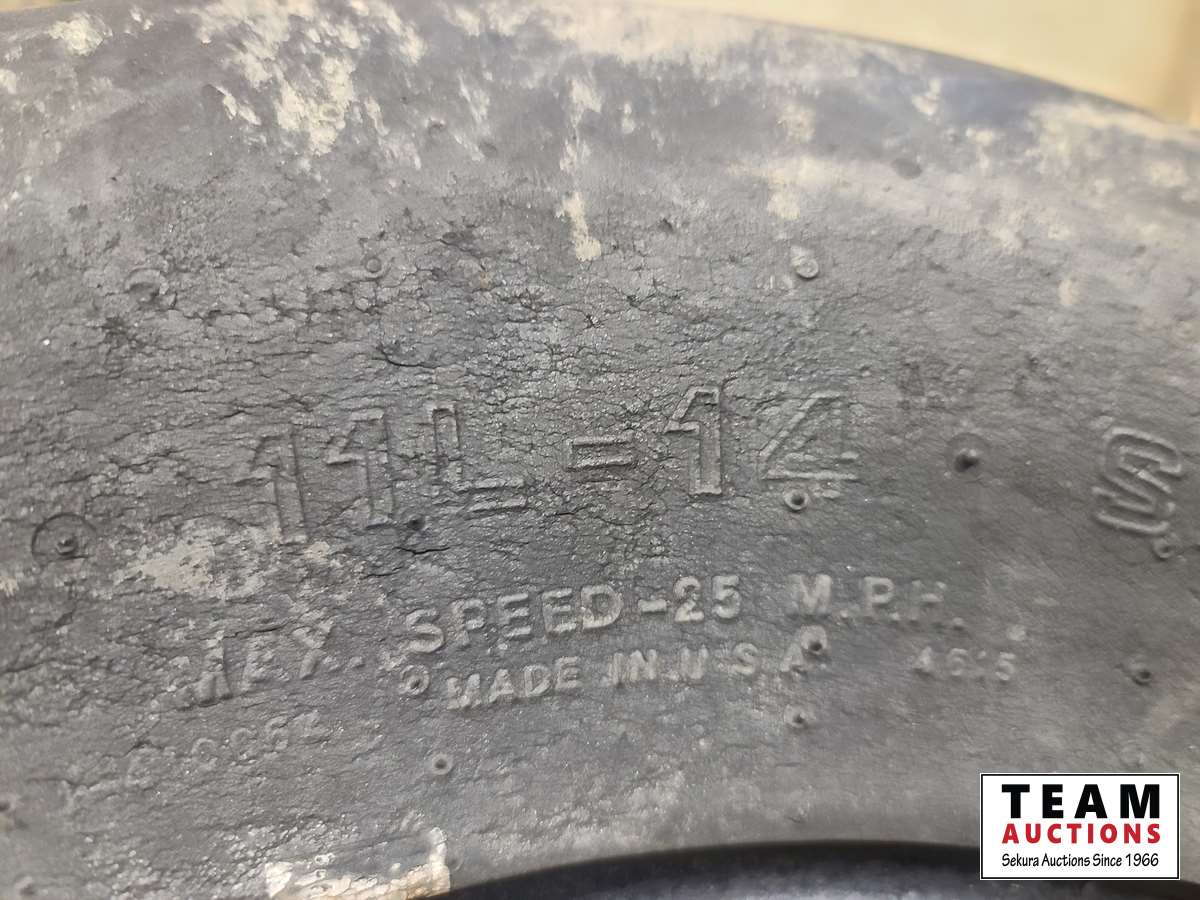 11L=14 S
MAX. SPEED-25 M.P.H.
MADE IN U.S.A
TEAM
AUCTIONS
Sekura Auctions Since 1966